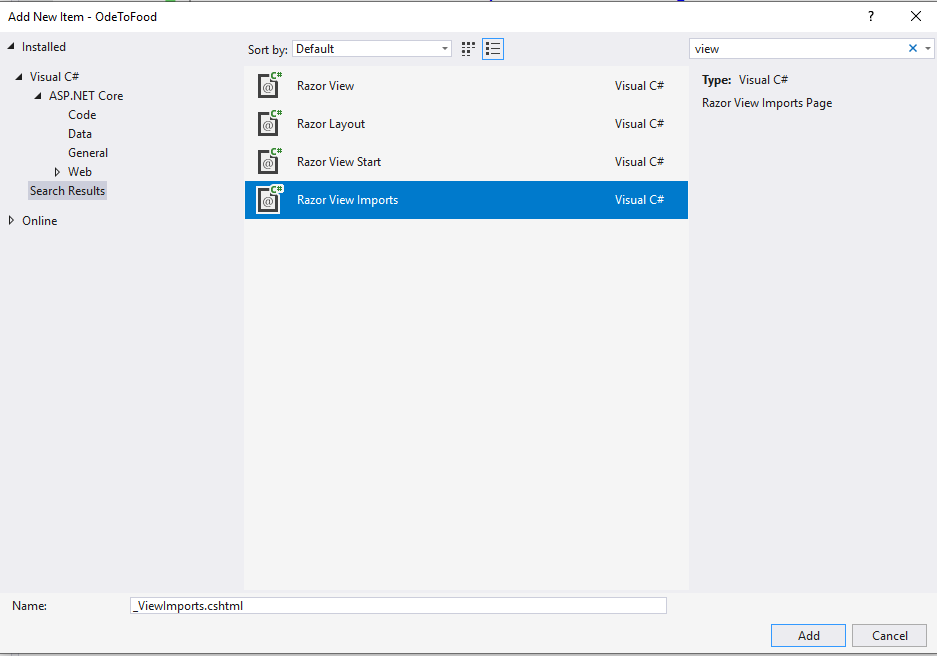 Add New Item - OdeToFood
?
Installed
Visual C#
ASP.NET Core
Code
Data
General
Web
Search Results
Online
Sort by: Default
Razor View Visual C#
Razor Layout Visual C#
Razor View Start Visual C#
Razor View Imports Visual C#
view
Type: Visual C#
Razor View Imports Page
Name: _ViewImports.cshtml
Add Cancel